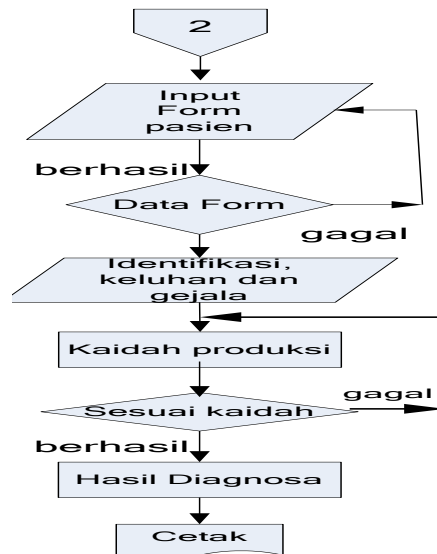 2
Input
Form
pasien
berhasil
Data Form
gagal
Identifikasi,
keluhan dan
gejala
Kaidah produksi
gagal
Sesuai kaidah
berhasil
Hasil Diagnosa
Cetak